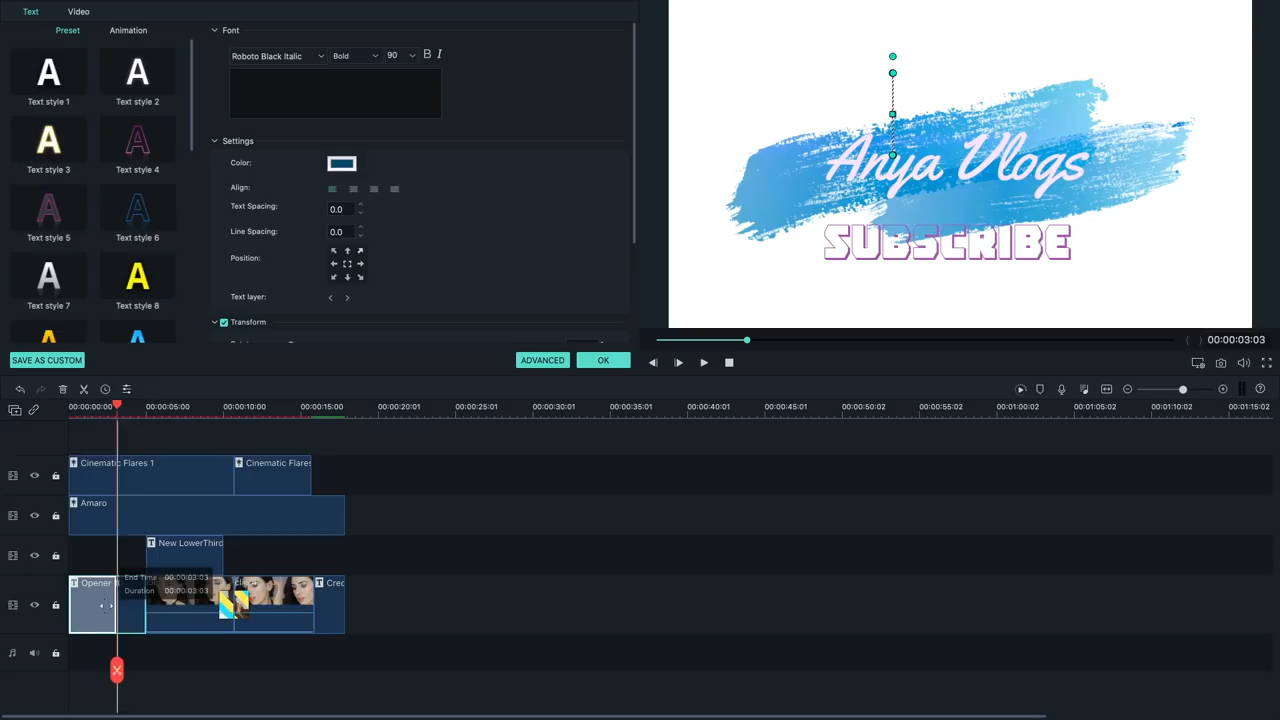 Text Video
Preset Animation
Font
Roboto Black Italic Bold 90 B I
Text style 1 Text style 2
Settings
Color:
Text style 3 Text style 4
Align:
Text Spacing: 0.0
Line Spacing: 0.0
Text style 5 Text style 6
Position:
Text layer:
Text style 7 Text style 8
Transform
SAVE AS CUSTOM ADVANCED OK
Anya Vlogs
SUBSCRIBE
00:00:03:03
00:00:00:00 00:00:05:00 00:00:10:00 00:00:15:00 00:00:20:01 00:00:25:01 00:00:30:01 00:00:35:01 00:00:40:01 00:00:45:01 00:00:50:02 00:00:55:02 00:01:00:02 00:01:05:02 00:01:10:02 00:01:15:02
Cinematic Flares 1 Cinematic Flares
Amaro
New LowerThird
Opener
End Time 00:00:03:03
Duration 00:00:03:03
Cred